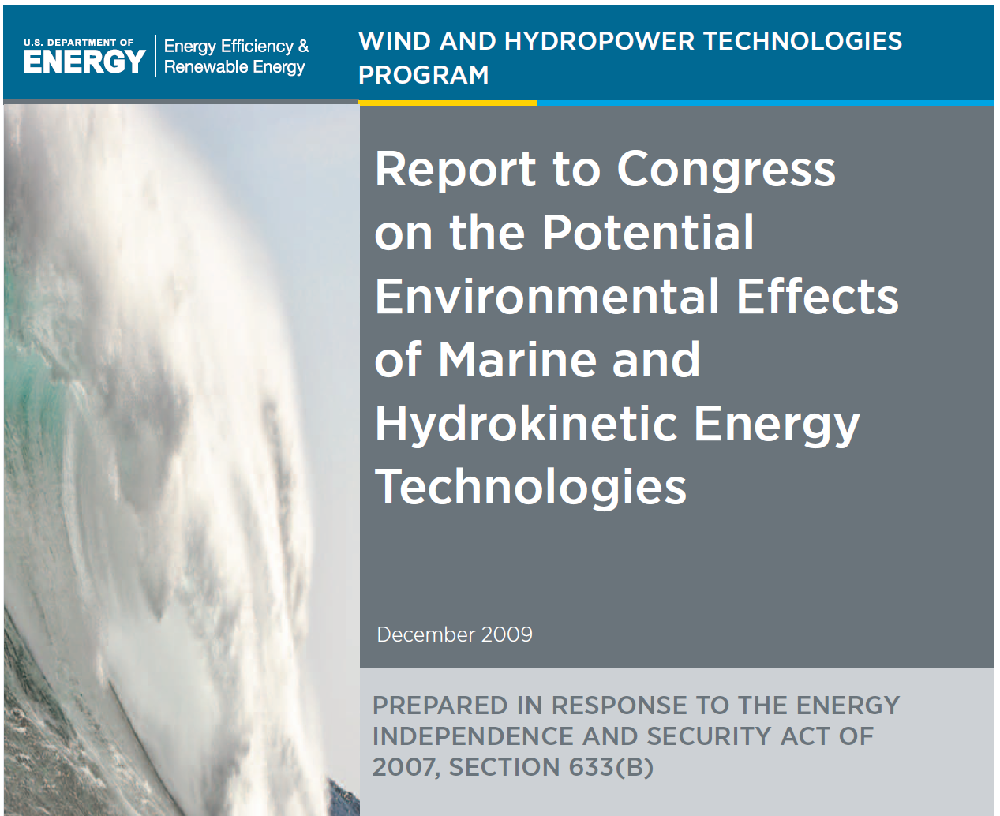 U.S. DEPARTMENT OF
ENERGY
Energy Efficiency &
Renewable Energy
WIND AND HYDROPOWER TECHNOLOGIES
PROGRAM
Report to Congress
on the Potential
Environmental Effects
of Marine and
Hydrokinetic Energy
Technologies
December 2009
PREPARED IN RESPONSE TO THE ENERGY
INDEPENDENCE AND SECURITY ACT OF
2007, SECTION 633(B)